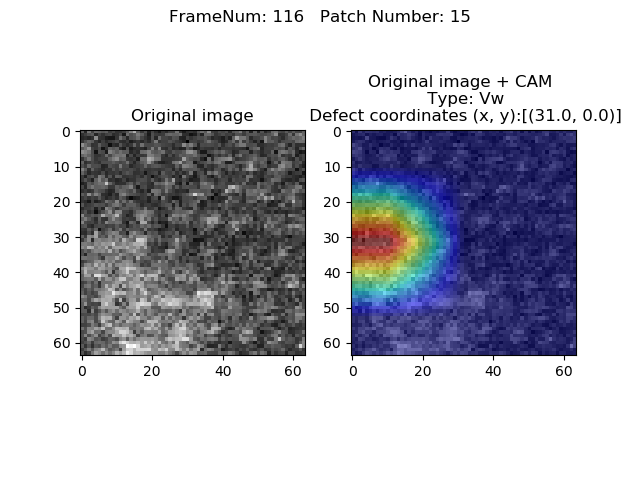 FrameNum: 116   Patch Number: 15
Original image
Original image + CAM
Type: Vw
Defect coordinates (x, y):[(31.0, 0.0)]
0
10
20
30
40
50
60
0 20 40 60
0
10
20
30
40
50
60
0 20 40 60